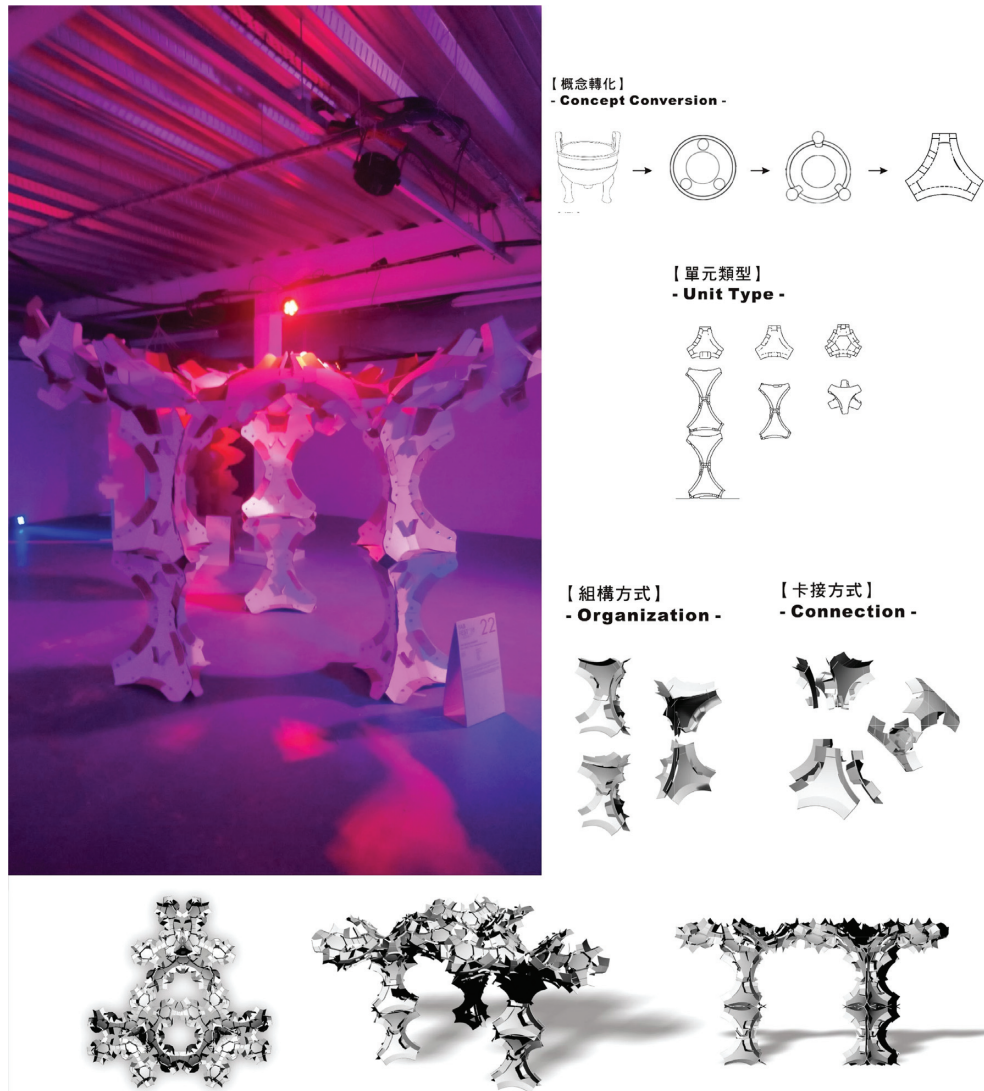 【概念轉化】
- Concept Conversion -
【單元類型】
- Unit Type -
【組構方式】
- Organization -
【卡接方式】
- Connection -
22